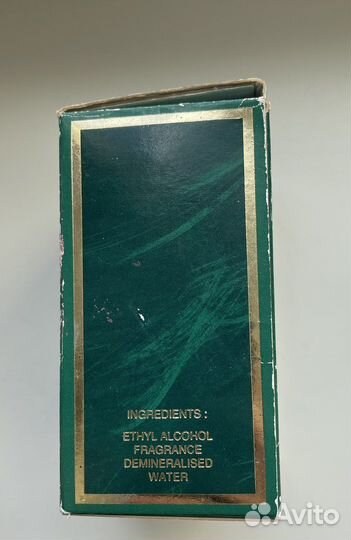 INGREDIENTS :
ETHYL ALCOHOL
FRAGRANCE
DEMINERALISED
WATER
Avito